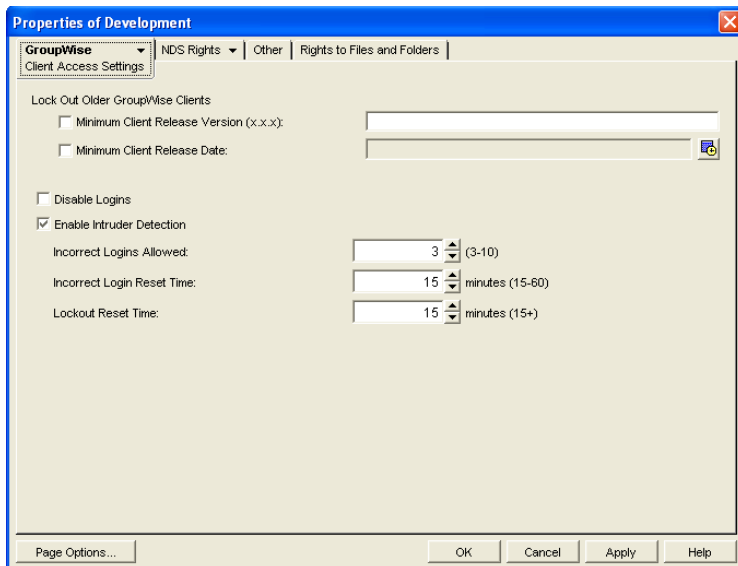 Properties of Development
GroupWise NDS Rights Other Rights to Files and Folders
Client Access Settings
Lock Out Older GroupWise Clients
Minimum Client Release Version (x.x.x):
Minimum Client Release Date:
Disable Logins
Enable Intruder Detection
Incorrect Logins Allowed: 3 (3-10)
Incorrect Login Reset Time: 15 minutes (15-60)
Lockout Reset Time: 15 minutes (15+)
Page Options... OK Cancel Apply Help